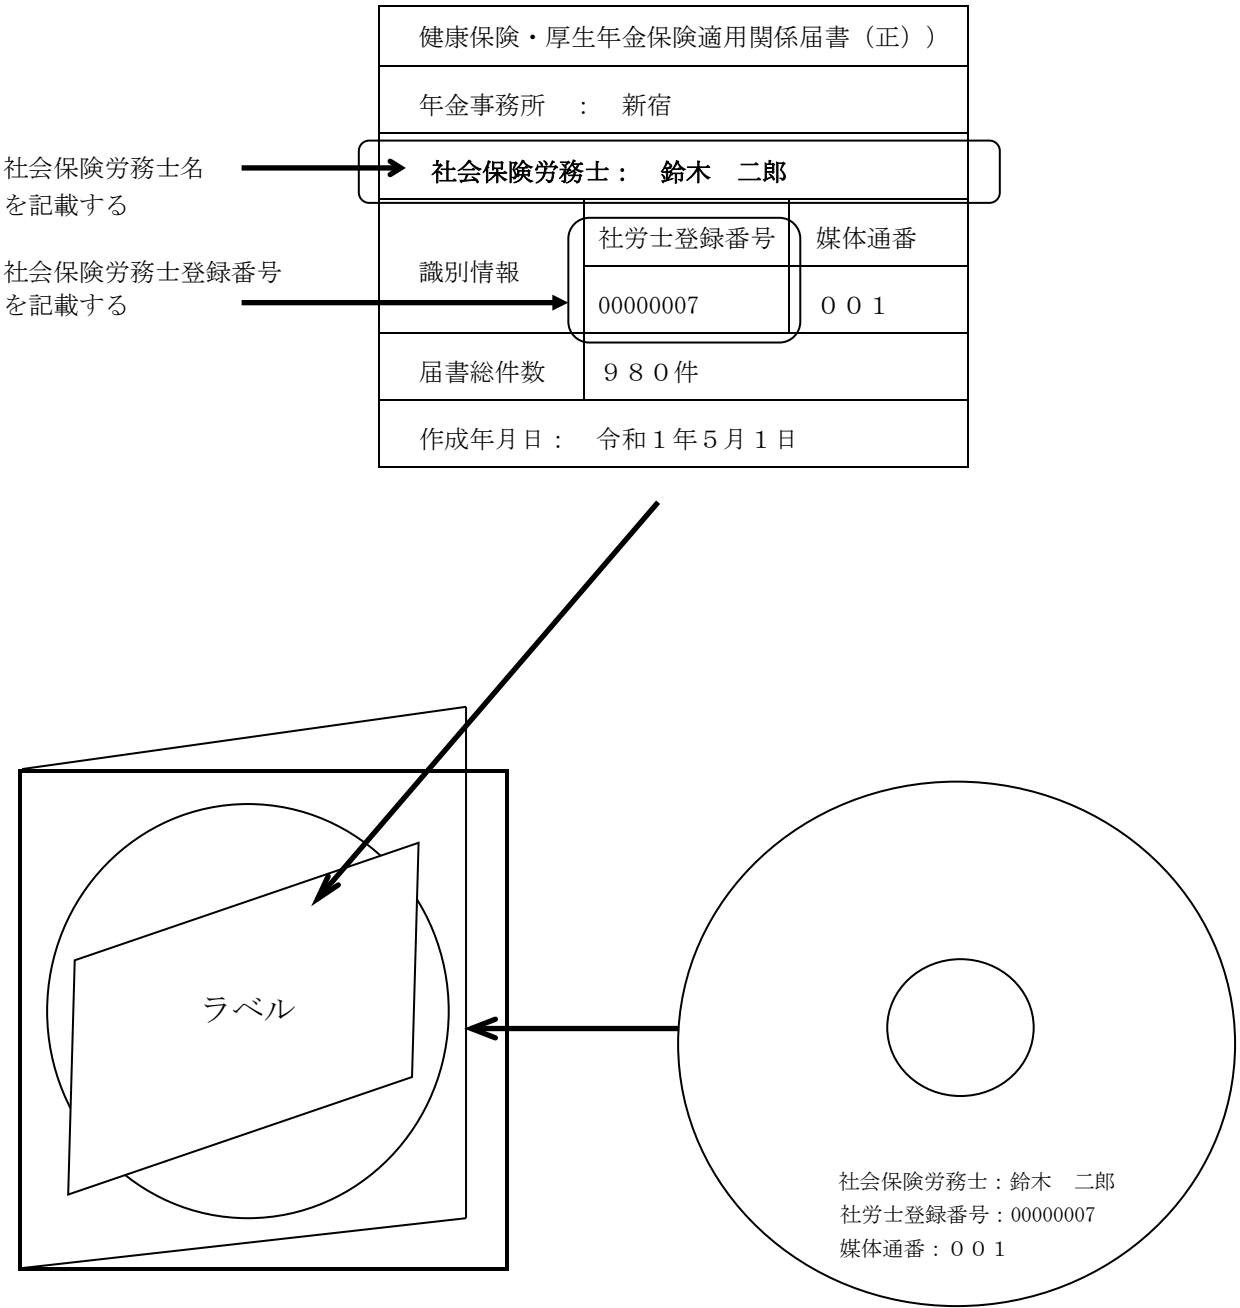 健康保険・厚生年金保険適用関係届書（正））
年金事務所　：　新宿
社会保険労務士名
を記載する
社会保険労務士：　鈴木　二郎
社会保険労務士登録番号
を記載する
識別情報
社労士登録番号
媒体通番
00000007
００１
届書総件数
９８０件
作成年月日：　令和１年５月１日
ラベル
社会保険労務士：鈴木　二郎
社労士登録番号：00000007
媒体通番：００１